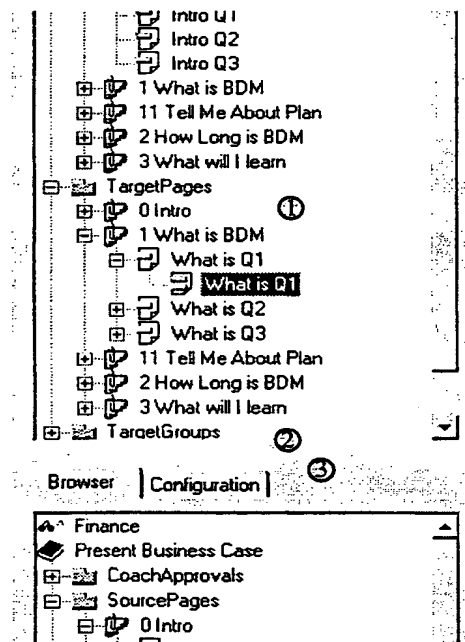 Intro Q1
Intro Q2
Intro Q3
1 What is BDM
11 Tell Me About Plan
2 How Long is BDM
3 What will I learn
TargetPages
0 Intro ①
1 What is BDM
What is Q1
What is Q1
What is Q2
What is Q3
11 Tell Me About Plan
2 How Long is BDM
3 What will I learn
TargetGroups ②
Browser Configuration ③
Finance
Present Business Case
CoachApprovals
SourcePages
0 Intro